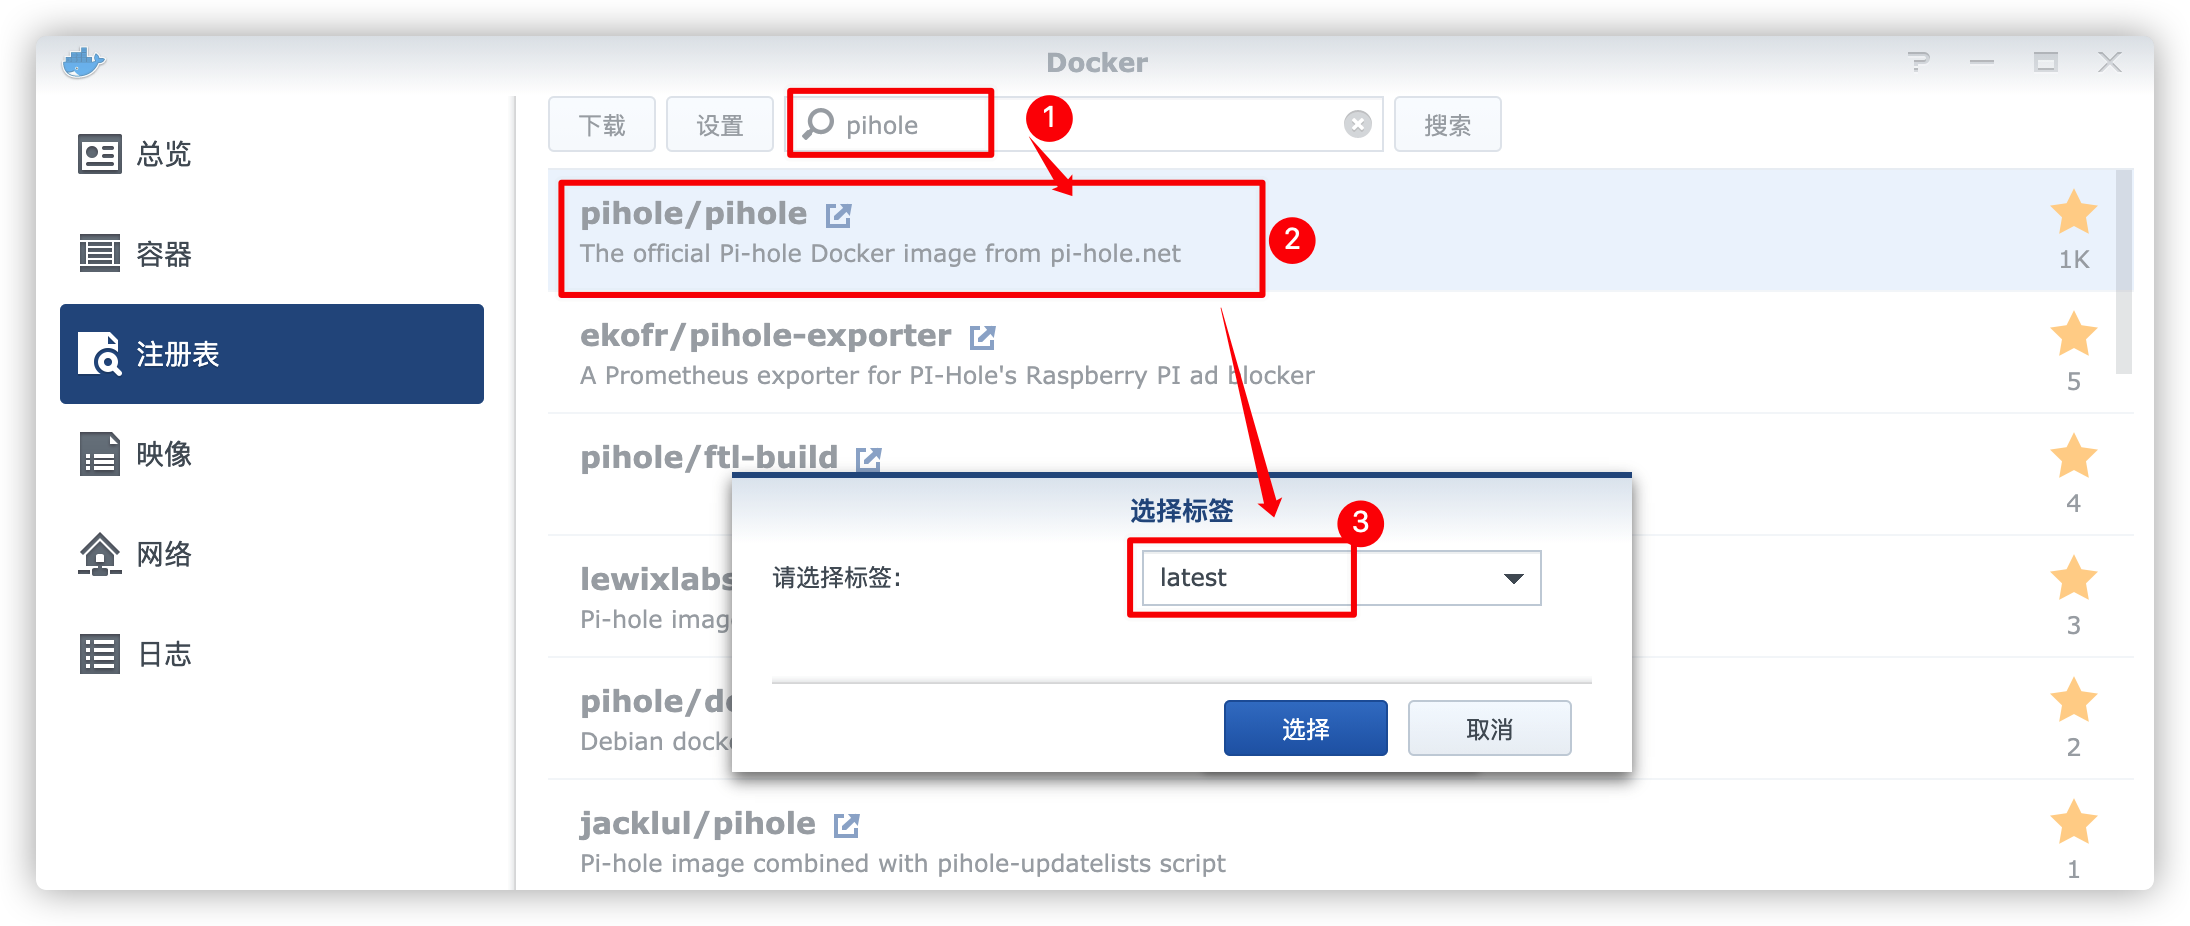 Docker
总览
容器
注册表
映像
网络
日志
下载 设置 pihole 搜索
1
pihole/pihole
The official Pi-hole Docker image from pi-hole.net
1K
2
ekofr/pihole-exporter
A Prometheus exporter for PI-Hole's Raspberry PI ad blocker
5
pihole/ftl-build
4
lewixlabs
Pi-hole
3
Debian
2
jacklul/pihole
Pi-hole image combined with pihole-updatelists script
1
选择标签
3
请选择标签: latest
选择 取消